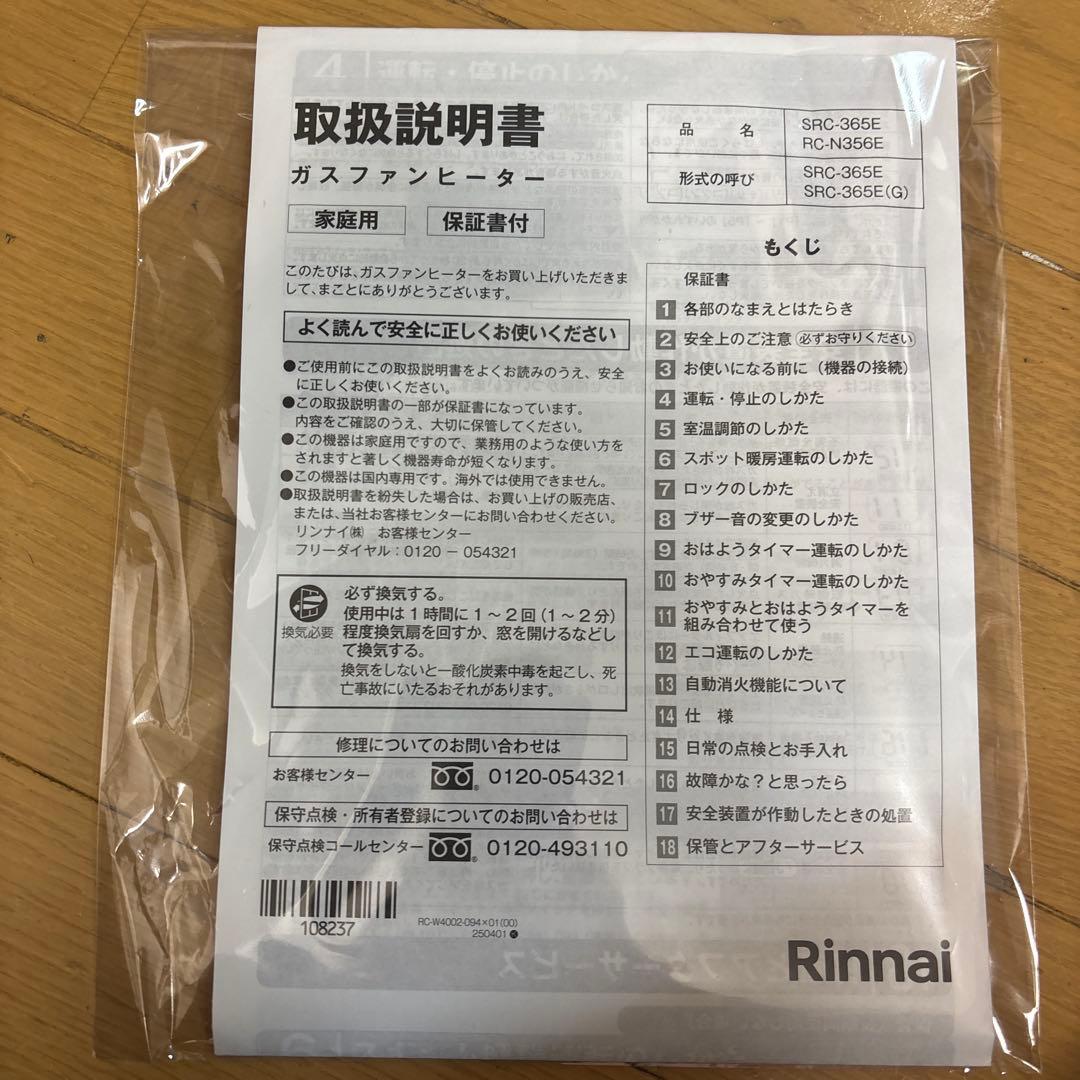 取扱説明書
ガスファンヒーター
家庭用 保証書付
品名 SRC-365E
RC-N356E
形式の呼び SRC-365E
SRC-365E(G)
このたびは、ガスファンヒーターをお買い上げいただきま
して、まことにありがとうございます。
よく読んで安全に正しくお使いください
●ご使用前にこの取扱説明書をよくお読みのうえ、安全
に正しくお使いください。
●この取扱説明書の一部が保証書になっています。
内容をご確認のうえ、大切に保管してください。
●この機器は家庭用ですので、業務用のような使い方を
されますと著しく機器寿命が短くなります。
●この機器は国内専用です。海外では使用できません。
●取扱説明書を紛失した場合は、お買い上げの販売店、
または、当社お客様センターにお問い合わせください。
リンナイ㈱ お客様センター
フリーダイヤル：0120－054321
換気必要
必ず換気する。
使用中は1時間に1～2回(1～2分)
程度換気扇を回すか、窓を開けるなどし
て換気する。
換気をしないと一酸化炭素中毒を起こし、死
亡事故にいたるおそれがあります。
修理についてのお問い合わせは
お客様センター 0120-054321
保守点検・所有者登録についてのお問い合わせは
保守点検コールセンター 0120-493110
108237
RC-W4002-094×01(00)
250401
もくじ
保証書
1 各部のなまえとはたらき
2 安全上のご注意 必ずお守りください
3 お使いになる前に（機器の接続）
4 運転・停止のしかた
5 室温調節のしかた
6 スポット暖房運転のしかた
7 ロックのしかた
8 ブザー音の変更のしかた
9 おはようタイマー運転のしかた
10 おやすみタイマー運転のしかた
11 おやすみとおはようタイマーを
組み合わせて使う
12 エコ運転のしかた
13 自動消火機能について
14 仕様
15 日常の点検とお手入れ
16 故障かな？と思ったら
17 安全装置が作動したときの処置
18 保管とアフターサービス
Rinnai